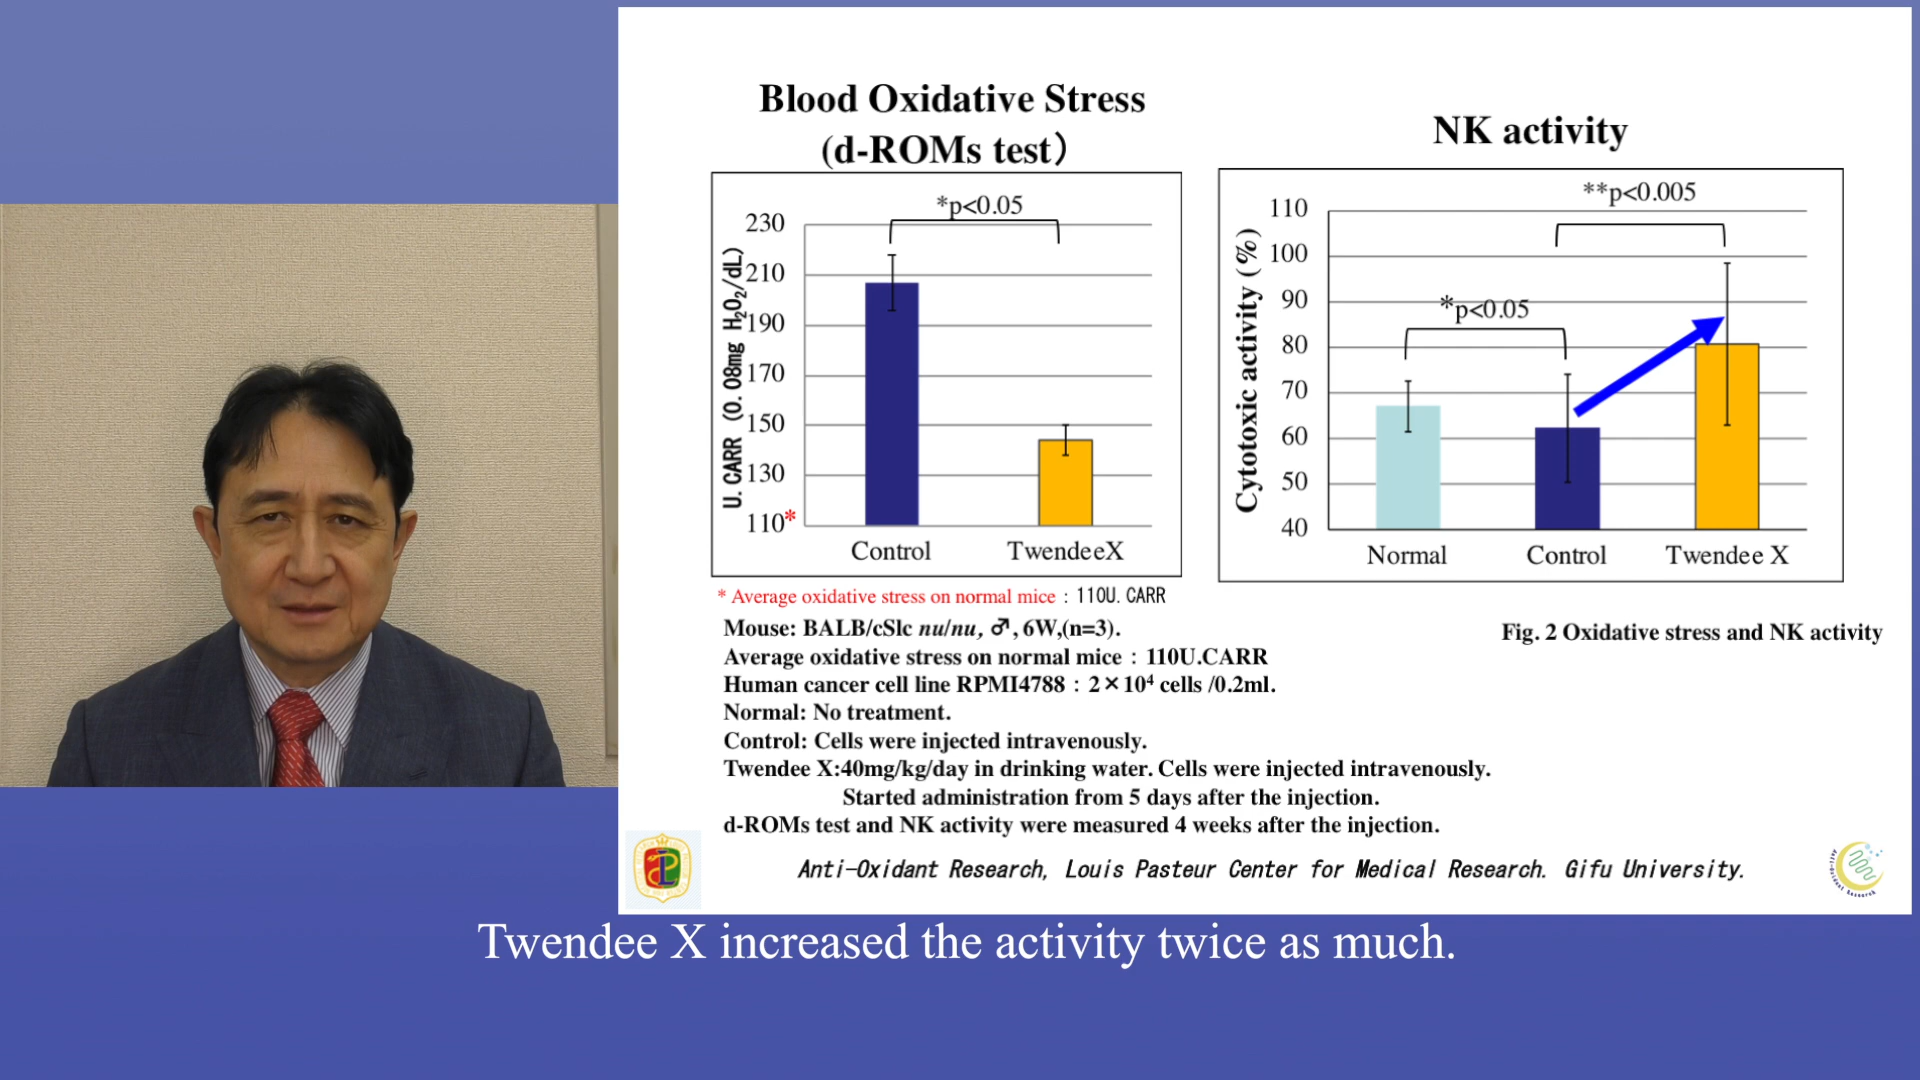 Blood Oxidative Stress
(d-ROMs test)
*p<0.05
230
210
190
170
150
130
110*
U.CARR (0.08mg H₂O₂/dL)
Control
TwendeeX
* Average oxidative stress on normal mice：110U.CARR
NK activity
**p<0.005
*p<0.05
110
100
90
80
70
60
50
40
Cytotoxic activity (%)
Normal
Control
Twendee X
Fig. 2 Oxidative stress and NK activity
Mouse: BALB/cSlc nu/nu, ♂, 6W,(n=3).
Average oxidative stress on normal mice：110U.CARR
Human cancer cell line RPMI4788：2×10⁴ cells /0.2ml.
Normal: No treatment.
Control: Cells were injected intravenously.
Twendee X:40mg/kg/day in drinking water. Cells were injected intravenously.
Started administration from 5 days after the injection.
d-ROMs test and NK activity were measured 4 weeks after the injection.
Anti-Oxidant Research, Louis Pasteur Center for Medical Research. Gifu University.
Twendee X increased the activity twice as much.